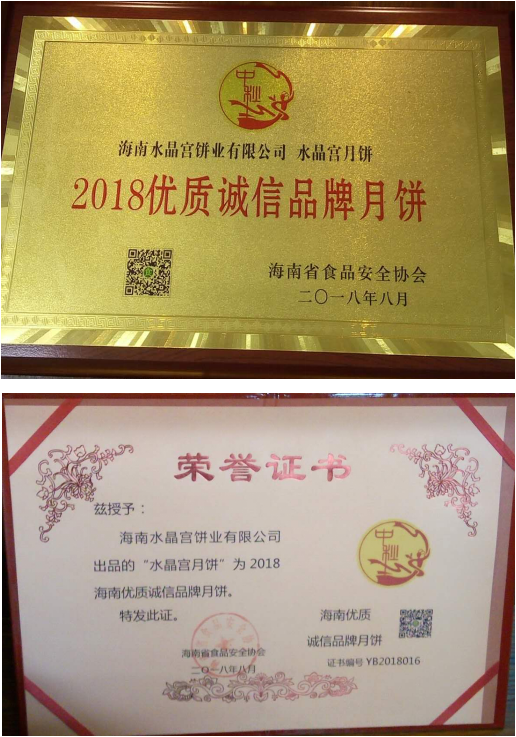 中秋
海南水晶宫饼业有限公司 水晶宫月饼
2018优质诚信品牌月饼
海南省食品安全协会
二〇一八年八月
荣誉证书
兹授予：
海南水晶宫饼业有限公司
出品的“水晶宫月饼”为2018
海南优质诚信品牌月饼。
特发此证。
中秋
海南优质
诚信品牌月饼
证书编号 YB2018016
海南省食品安全协会
二〇一八年八月